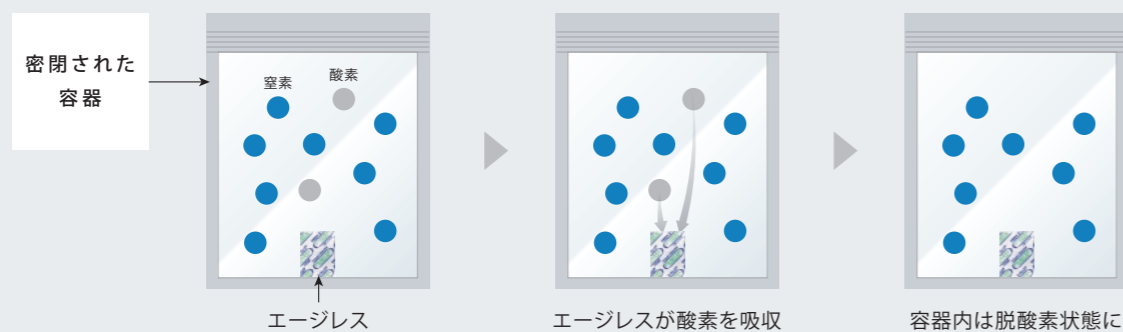 密閉された
容器
窒素
酸素
エージレス
エージレスが酸素を吸収
容器内は脱酸素状態に